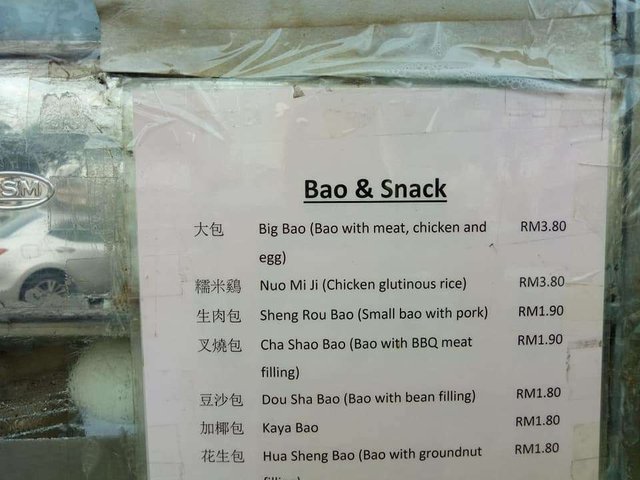 SM
Bao & Snack
大包 Big Bao (Bao with meat, chicken and RM3.80
egg)
糯米鷄 Nuo Mi Ji (Chicken glutinous rice) RM3.80
生肉包 Sheng Rou Bao (Small bao with pork) RM1.90
叉燒包 Cha Shao Bao (Bao with BBQ meat RM1.90
filling)
豆沙包 Dou Sha Bao (Bao with bean filling) RM1.80
加椰包 Kaya Bao RM1.80
花生包 Hua Sheng Bao (Bao with groundnut RM1.80
filling)